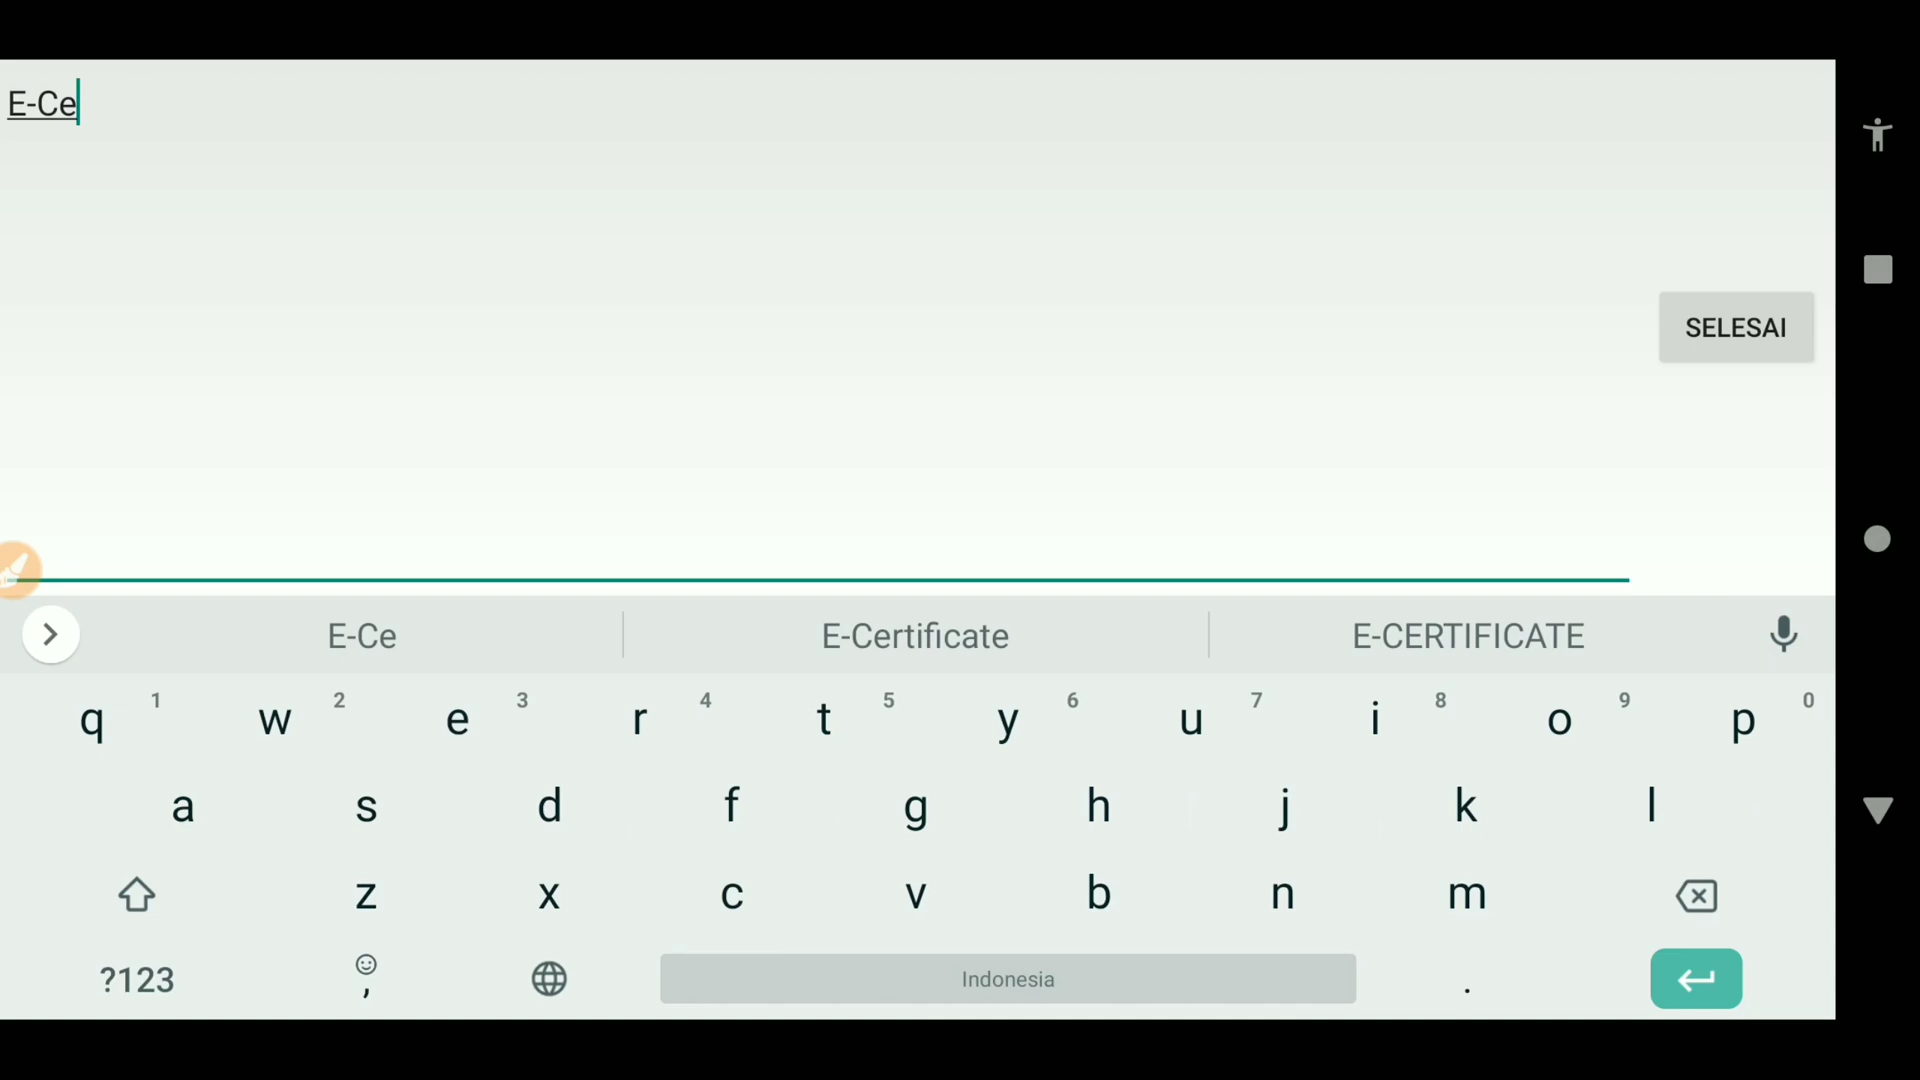 E-Ce
SELESAI
E-Ce E-Certificate E-CERTIFICATE
q 1 w 2 e 3 r 4 t 5 y 6 u 7 i 8 o 9 p 0
a s d f g h j k l
z x c v b n m
?123 , Indonesia .